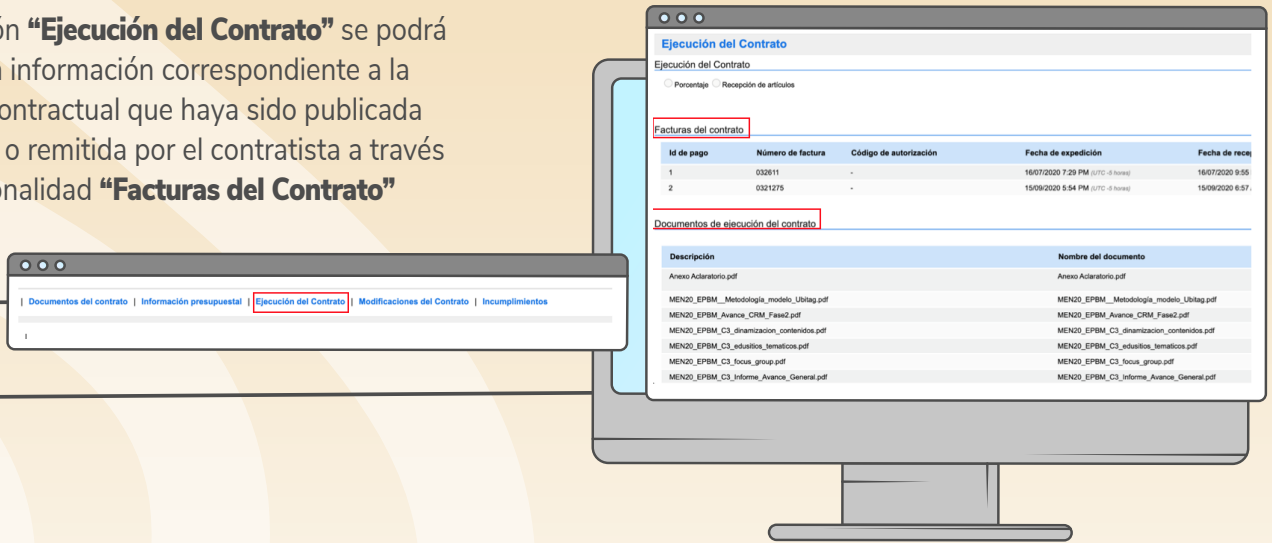 ón “Ejecución del Contrato” se podrá
información correspondiente a la
ontractual que haya sido publicada
o remitida por el contratista a través
onalidad “Facturas del Contrato”
| Documentos del contrato | Información presupuestal | Ejecución del Contrato | Modificaciones del Contrato | Incumplimientos
Ejecución del Contrato
Ejecución del Contrato
Porcentaje Recepción de artículos
Facturas del contrato
Id de pago Número de factura Código de autorización Fecha de expedición Fecha de rece
1 032611 - 16/07/2020 7:29 PM (UTC -5 horas) 16/07/2020 9:55
2 0321275 - 15/09/2020 5:54 PM (UTC -5 horas) 15/09/2020 6:57
Documentos de ejecución del contrato
Descripción Nombre del documento
Anexo Aclaratorio.pdf Anexo Aclaratorio.pdf
MEN20_EPBM__Metodología_modelo_Ubitag.pdf MEN20_EPBM__Metodología_modelo_Ubitag.pdf
MEN20_EPBM_Avance_CRM_Fase2.pdf MEN20_EPBM_Avance_CRM_Fase2.pdf
MEN20_EPBM_C3_dinamizacion_contenidos.pdf MEN20_EPBM_C3_dinamizacion_contenidos.pdf
MEN20_EPBM_C3_edusitios_tematicos.pdf MEN20_EPBM_C3_edusitios_tematicos.pdf
MEN20_EPBM_C3_focus_group.pdf MEN20_EPBM_C3_focus_group.pdf
MEN20_EPBM_C3_Informe_Avance_General.pdf MEN20_EPBM_C3_Informe_Avance_General.pdf